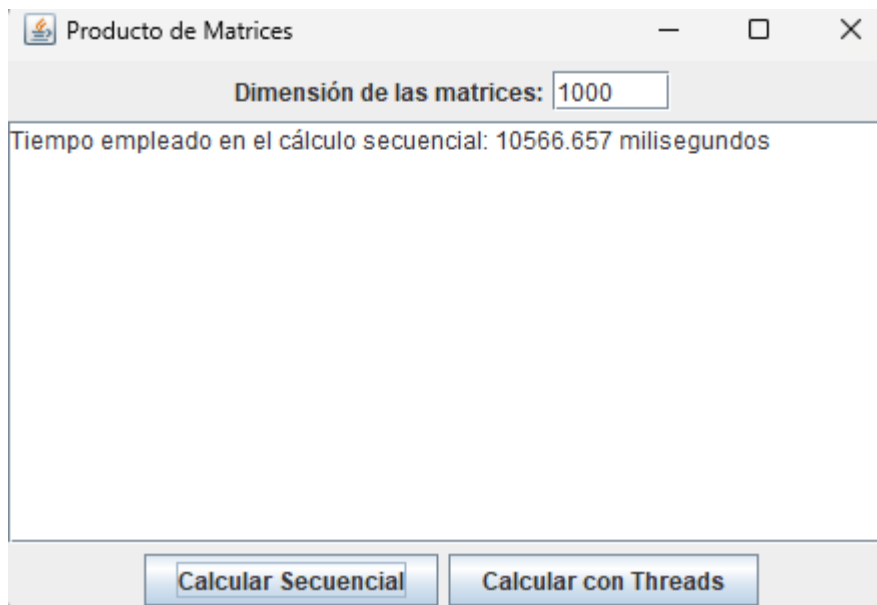 Producto de Matrices
Dimensión de las matrices: 1000
Tiempo empleado en el cálculo secuencial: 10566.657 milisegundos
Calcular Secuencial Calcular con Threads